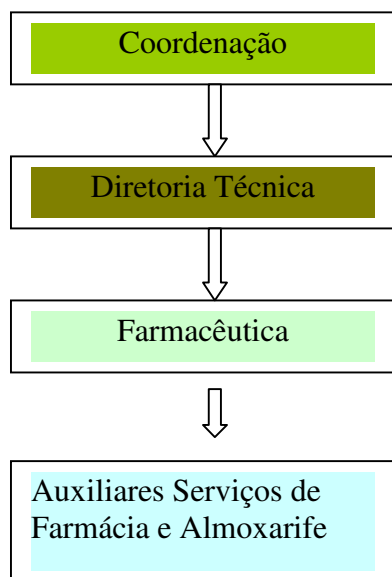 Coordenação
Diretoria Técnica
Farmacêutica
Auxiliares Serviços de
Farmácia e Almoxarife